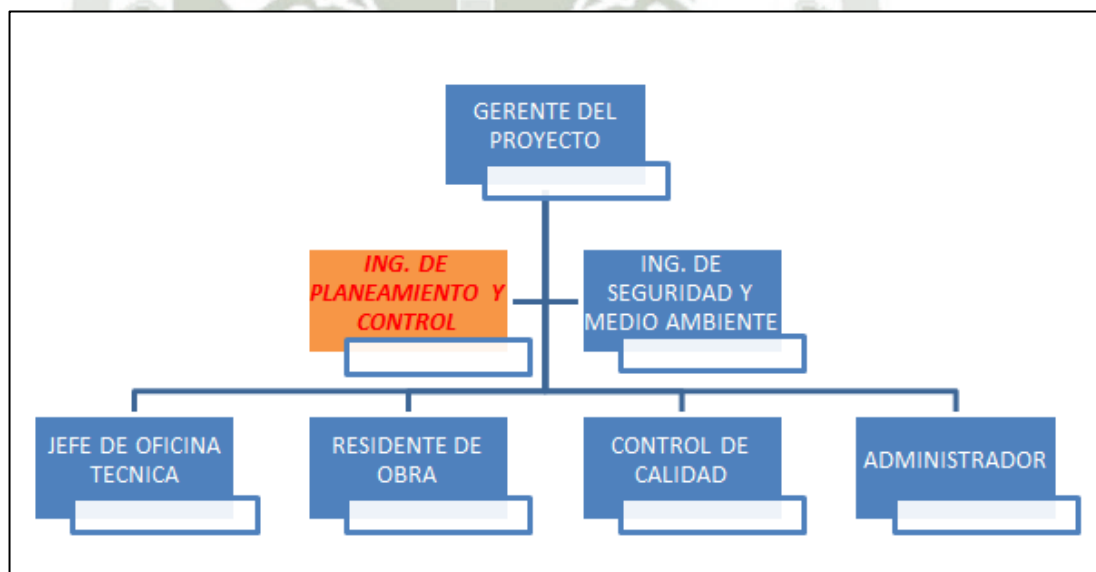 GERENTE DEL
PROYECTO
ING. DE
PLANEAMIENTO Y
CONTROL
ING. DE
SEGURIDAD Y
MEDIO AMBIENTE
JEFE DE OFICINA
TECNICA
RESIDENTE DE
OBRA
CONTROL DE
CALIDAD
ADMINISTRADOR